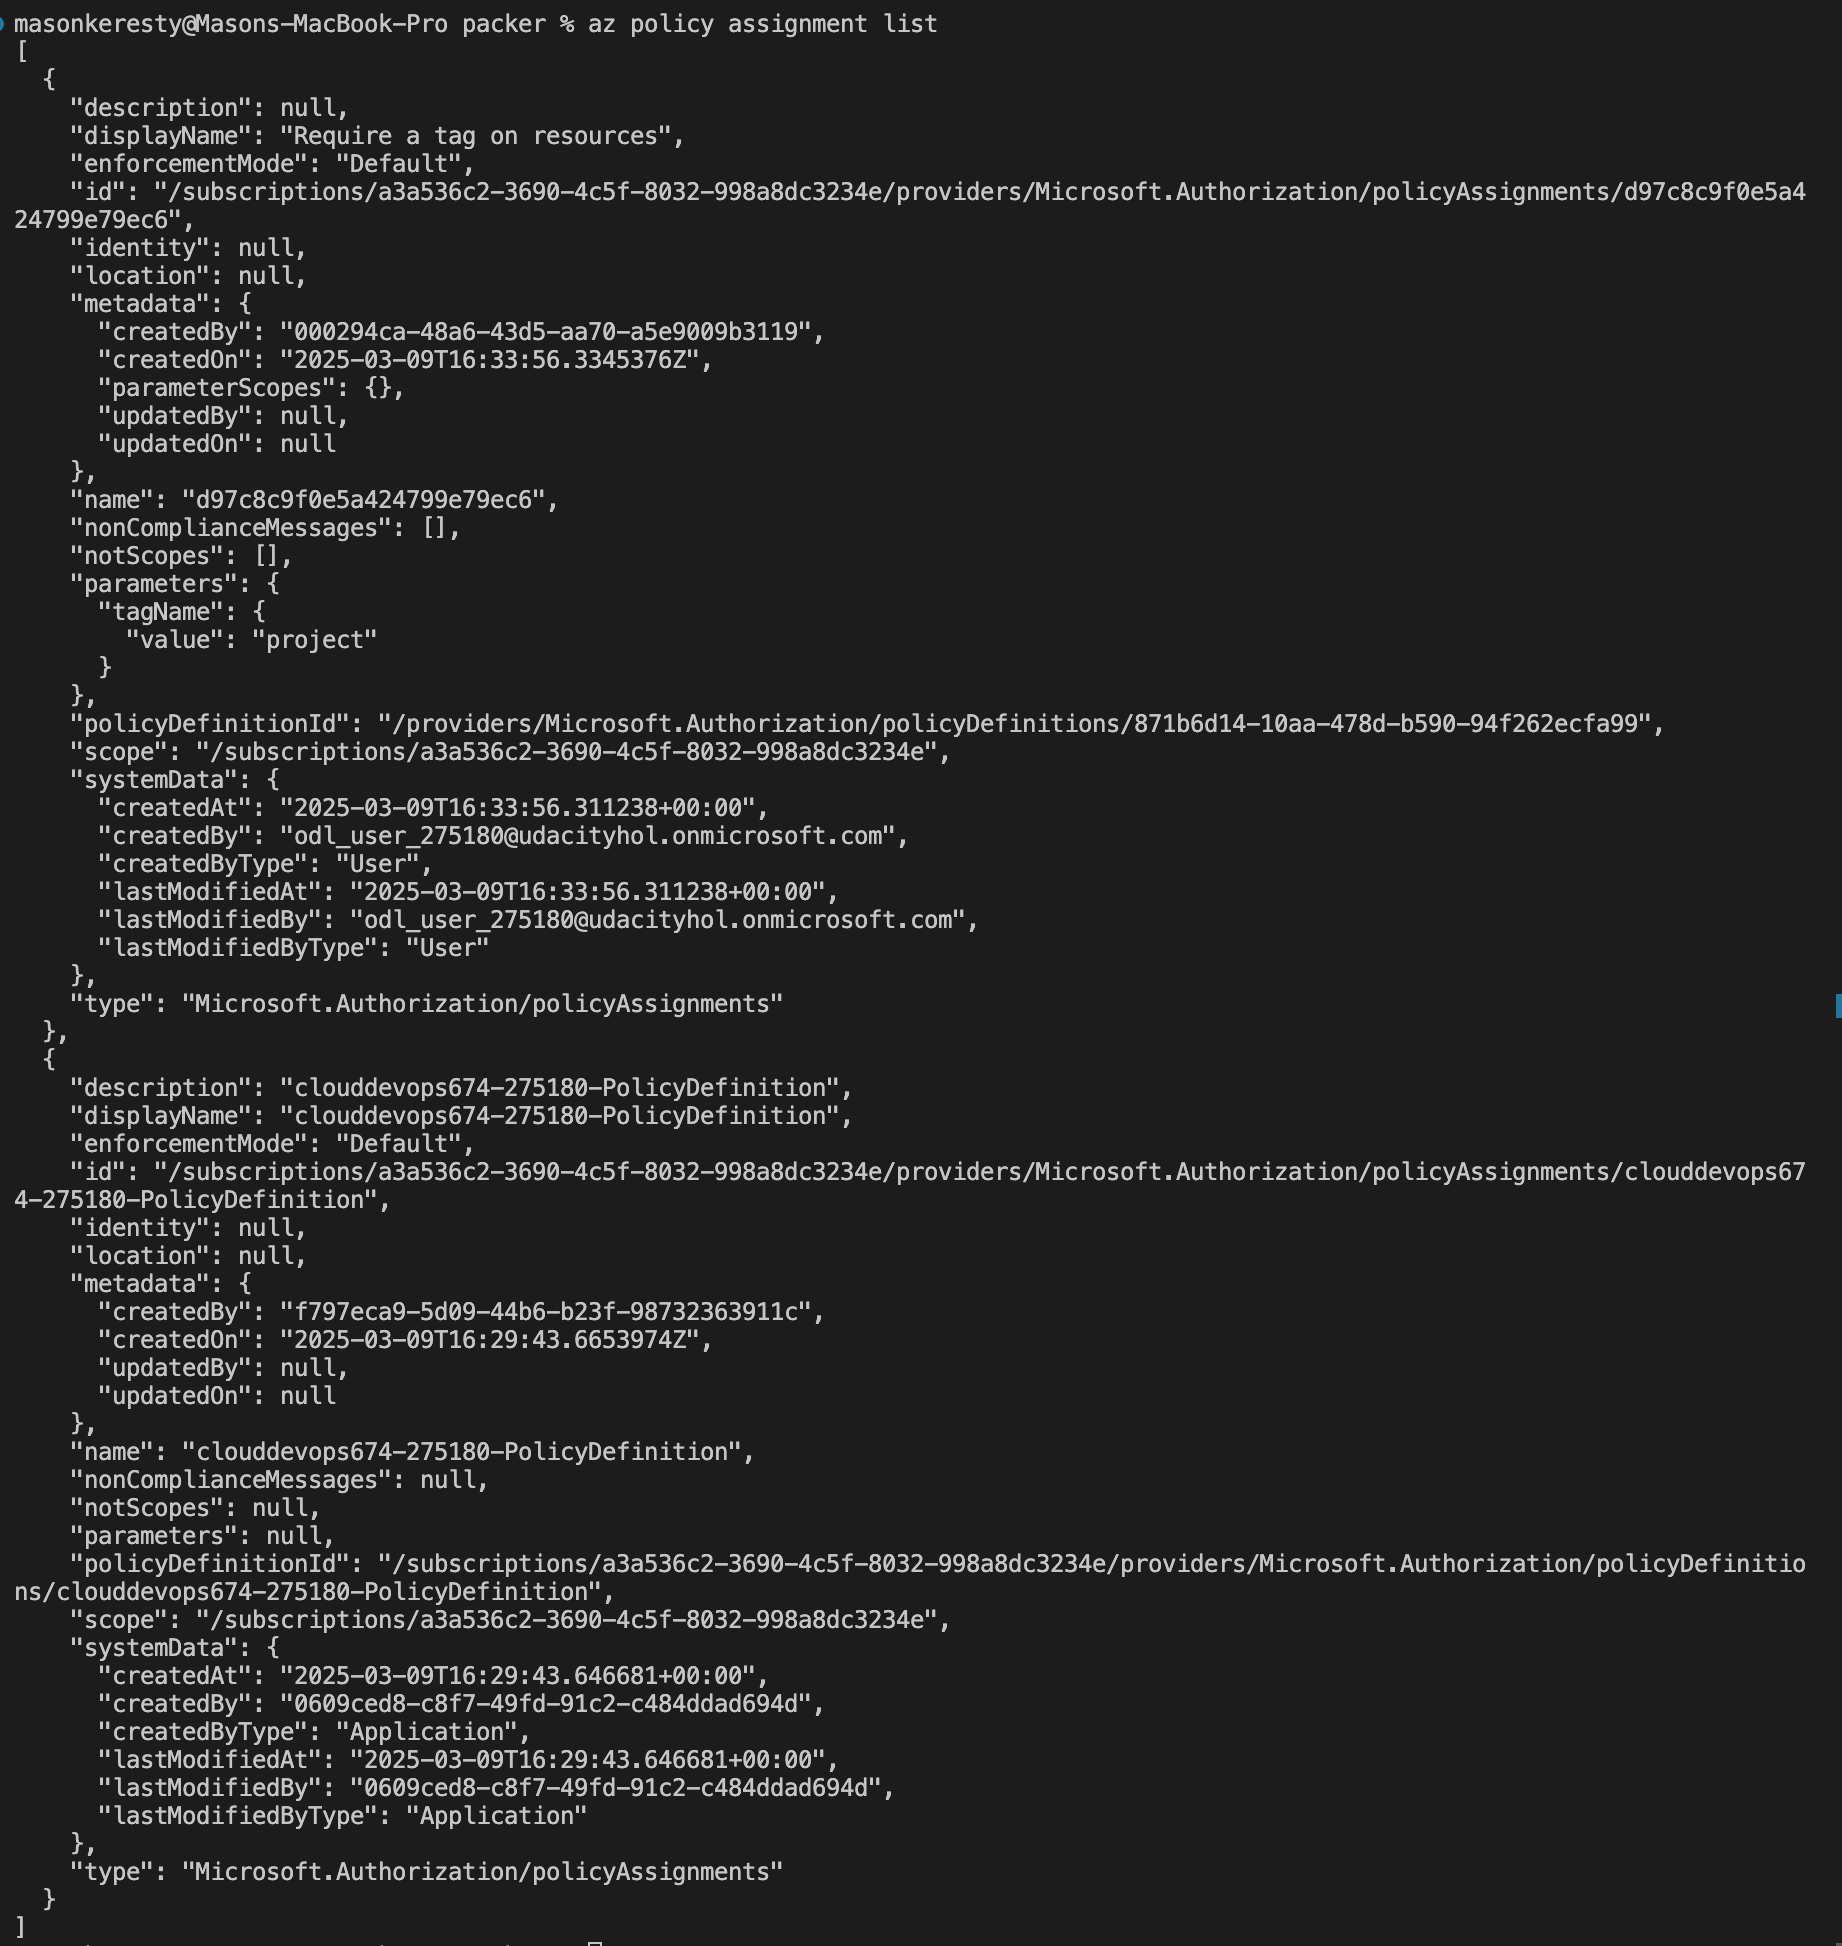 masonkeresty@Masons-MacBook-Pro packer % az policy assignment list
[
  {
    "description": null,
    "displayName": "Require a tag on resources",
    "enforcementMode": "Default",
    "id": "/subscriptions/a3a536c2-3690-4c5f-8032-998a8dc3234e/providers/Microsoft.Authorization/policyAssignments/d97c8c9f0e5a4
24799e79ec6",
    "identity": null,
    "location": null,
    "metadata": {
      "createdBy": "000294ca-48a6-43d5-aa70-a5e9009b3119",
      "createdOn": "2025-03-09T16:33:56.3345376Z",
      "parameterScopes": {},
      "updatedBy": null,
      "updatedOn": null
    },
    "name": "d97c8c9f0e5a424799e79ec6",
    "nonComplianceMessages": [],
    "notScopes": [],
    "parameters": {
      "tagName": {
        "value": "project"
      }
    },
    "policyDefinitionId": "/providers/Microsoft.Authorization/policyDefinitions/871b6d14-10aa-478d-b590-94f262ecfa99",
    "scope": "/subscriptions/a3a536c2-3690-4c5f-8032-998a8dc3234e",
    "systemData": {
      "createdAt": "2025-03-09T16:33:56.311238+00:00",
      "createdBy": "odl_user_275180@udacityhol.onmicrosoft.com",
      "createdByType": "User",
      "lastModifiedAt": "2025-03-09T16:33:56.311238+00:00",
      "lastModifiedBy": "odl_user_275180@udacityhol.onmicrosoft.com",
      "lastModifiedByType": "User"
    },
    "type": "Microsoft.Authorization/policyAssignments"
  },
  {
    "description": "clouddevops674-275180-PolicyDefinition",
    "displayName": "clouddevops674-275180-PolicyDefinition",
    "enforcementMode": "Default",
    "id": "/subscriptions/a3a536c2-3690-4c5f-8032-998a8dc3234e/providers/Microsoft.Authorization/policyAssignments/clouddevops67
4-275180-PolicyDefinition",
    "identity": null,
    "location": null,
    "metadata": {
      "createdBy": "f797eca9-5d09-44b6-b23f-98732363911c",
      "createdOn": "2025-03-09T16:29:43.6653974Z",
      "updatedBy": null,
      "updatedOn": null
    },
    "name": "clouddevops674-275180-PolicyDefinition",
    "nonComplianceMessages": null,
    "notScopes": null,
    "parameters": null,
    "policyDefinitionId": "/subscriptions/a3a536c2-3690-4c5f-8032-998a8dc3234e/providers/Microsoft.Authorization/policyDefinitio
ns/clouddevops674-275180-PolicyDefinition",
    "scope": "/subscriptions/a3a536c2-3690-4c5f-8032-998a8dc3234e",
    "systemData": {
      "createdAt": "2025-03-09T16:29:43.646681+00:00",
      "createdBy": "0609ced8-c8f7-49fd-91c2-c484ddad694d",
      "createdByType": "Application",
      "lastModifiedAt": "2025-03-09T16:29:43.646681+00:00",
      "lastModifiedBy": "0609ced8-c8f7-49fd-91c2-c484ddad694d",
      "lastModifiedByType": "Application"
    },
    "type": "Microsoft.Authorization/policyAssignments"
  }
]